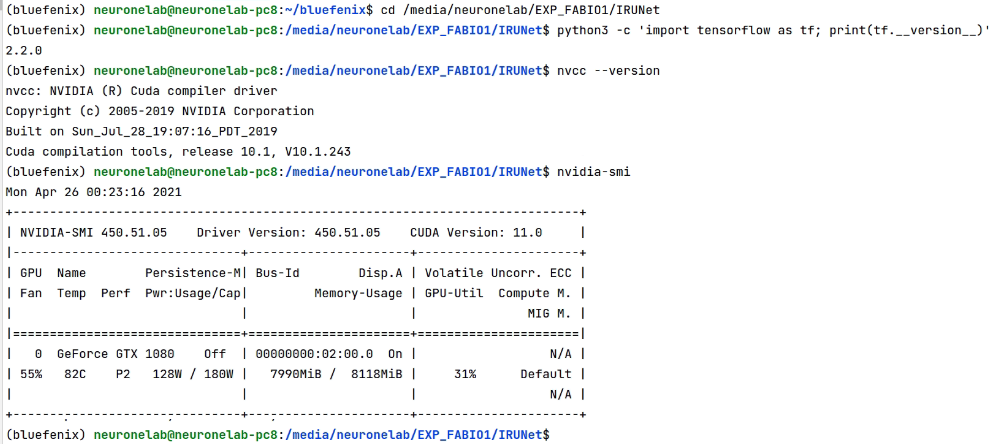 (bluefenix) neuronelab@neuronelab-pc8:~/bluefenix$ cd /media/neuronelab/EXP_FABIO1/IRUNet
(bluefenix) neuronelab@neuronelab-pc8:/media/neuronelab/EXP_FABIO1/IRUNet$ python3 -c 'import tensorflow as tf; print(tf.__version__)'
2.2.0
(bluefenix) neuronelab@neuronelab-pc8:/media/neuronelab/EXP_FABIO1/IRUNet$ nvcc --version
nvcc: NVIDIA (R) Cuda compiler driver
Copyright (c) 2005-2019 NVIDIA Corporation
Built on Sun_Jul_28_19:07:16_PDT_2019
Cuda compilation tools, release 10.1, V10.1.243
(bluefenix) neuronelab@neuronelab-pc8:/media/neuronelab/EXP_FABIO1/IRUNet$ nvidia-smi
Mon Apr 26 00:23:16 2021
+-----------------------------------------------------------------------------+
| NVIDIA-SMI 450.51.05    Driver Version: 450.51.05    CUDA Version: 11.0     |
|-------------------------------+----------------------+----------------------+
| GPU  Name        Persistence-M| Bus-Id        Disp.A | Volatile Uncorr. ECC |
| Fan  Temp  Perf  Pwr:Usage/Cap|         Memory-Usage | GPU-Util  Compute M. |
|                               |                      |               MIG M. |
|===============================+======================+======================|
|   0  GeForce GTX 1080    Off  | 00000000:02:00.0  On |                  N/A |
| 55%   82C    P2   128W / 180W |   7990MiB /  8118MiB |     31%      Default |
|                               |                      |                  N/A |
+-------------------------------+----------------------+----------------------+
(bluefenix) neuronelab@neuronelab-pc8:/media/neuronelab/EXP_FABIO1/IRUNet$